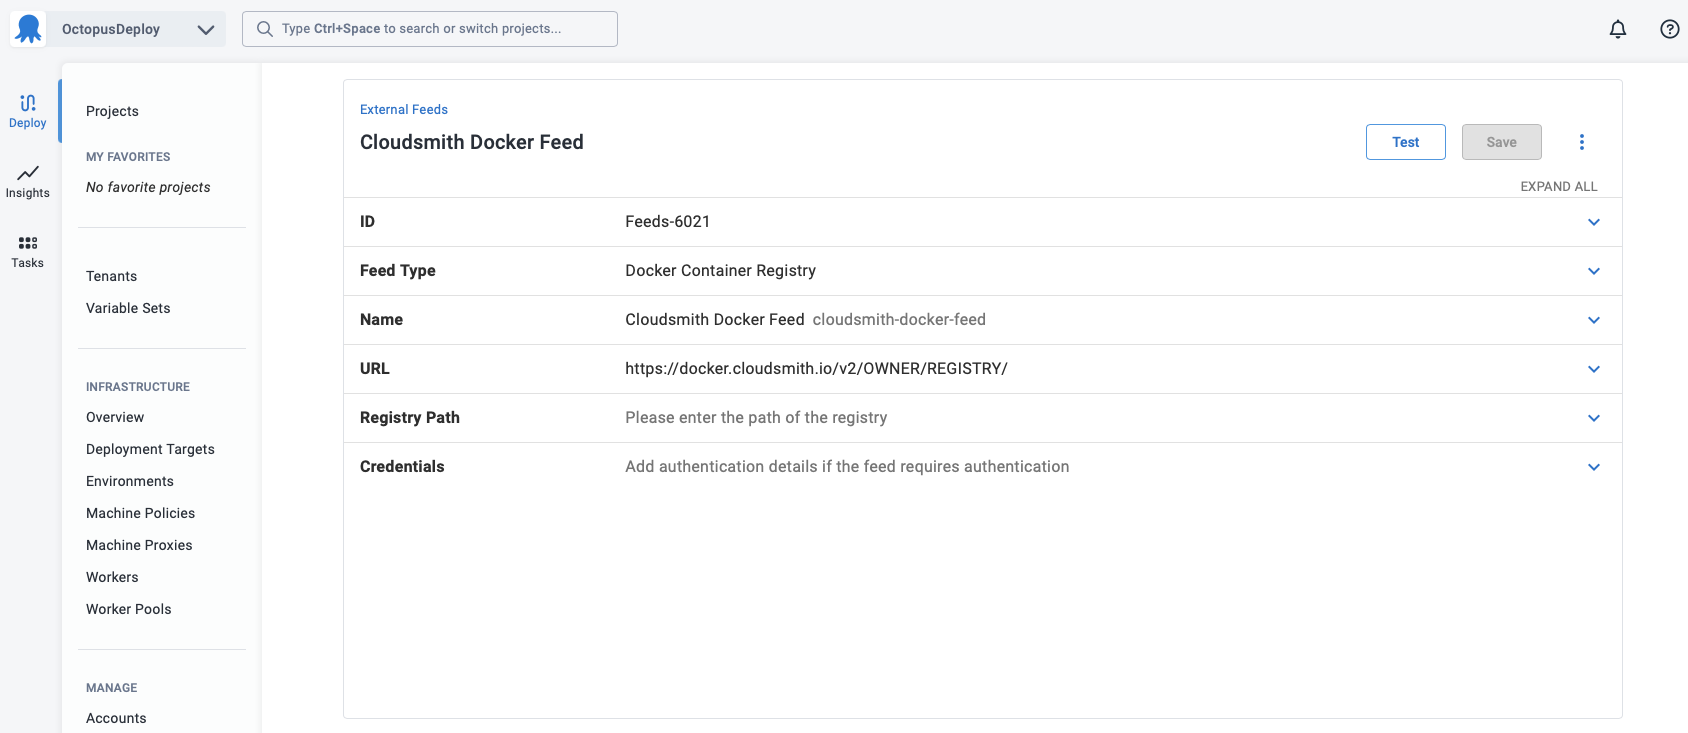 OctopusDeploy
Type Ctrl+Space to search or switch projects...
Deploy
Insights
Tasks
Projects
MY FAVORITES
No favorite projects
Tenants
Variable Sets
INFRASTRUCTURE
Overview
Deployment Targets
Environments
Machine Policies
Machine Proxies
Workers
Worker Pools
MANAGE
Accounts
External Feeds
Cloudsmith Docker Feed
Test
Save
EXPAND ALL
ID Feeds-6021
Feed Type Docker Container Registry
Name Cloudsmith Docker Feed cloudsmith-docker-feed
URL https://docker.cloudsmith.io/v2/OWNER/REGISTRY/
Registry Path Please enter the path of the registry
Credentials Add authentication details if the feed requires authentication